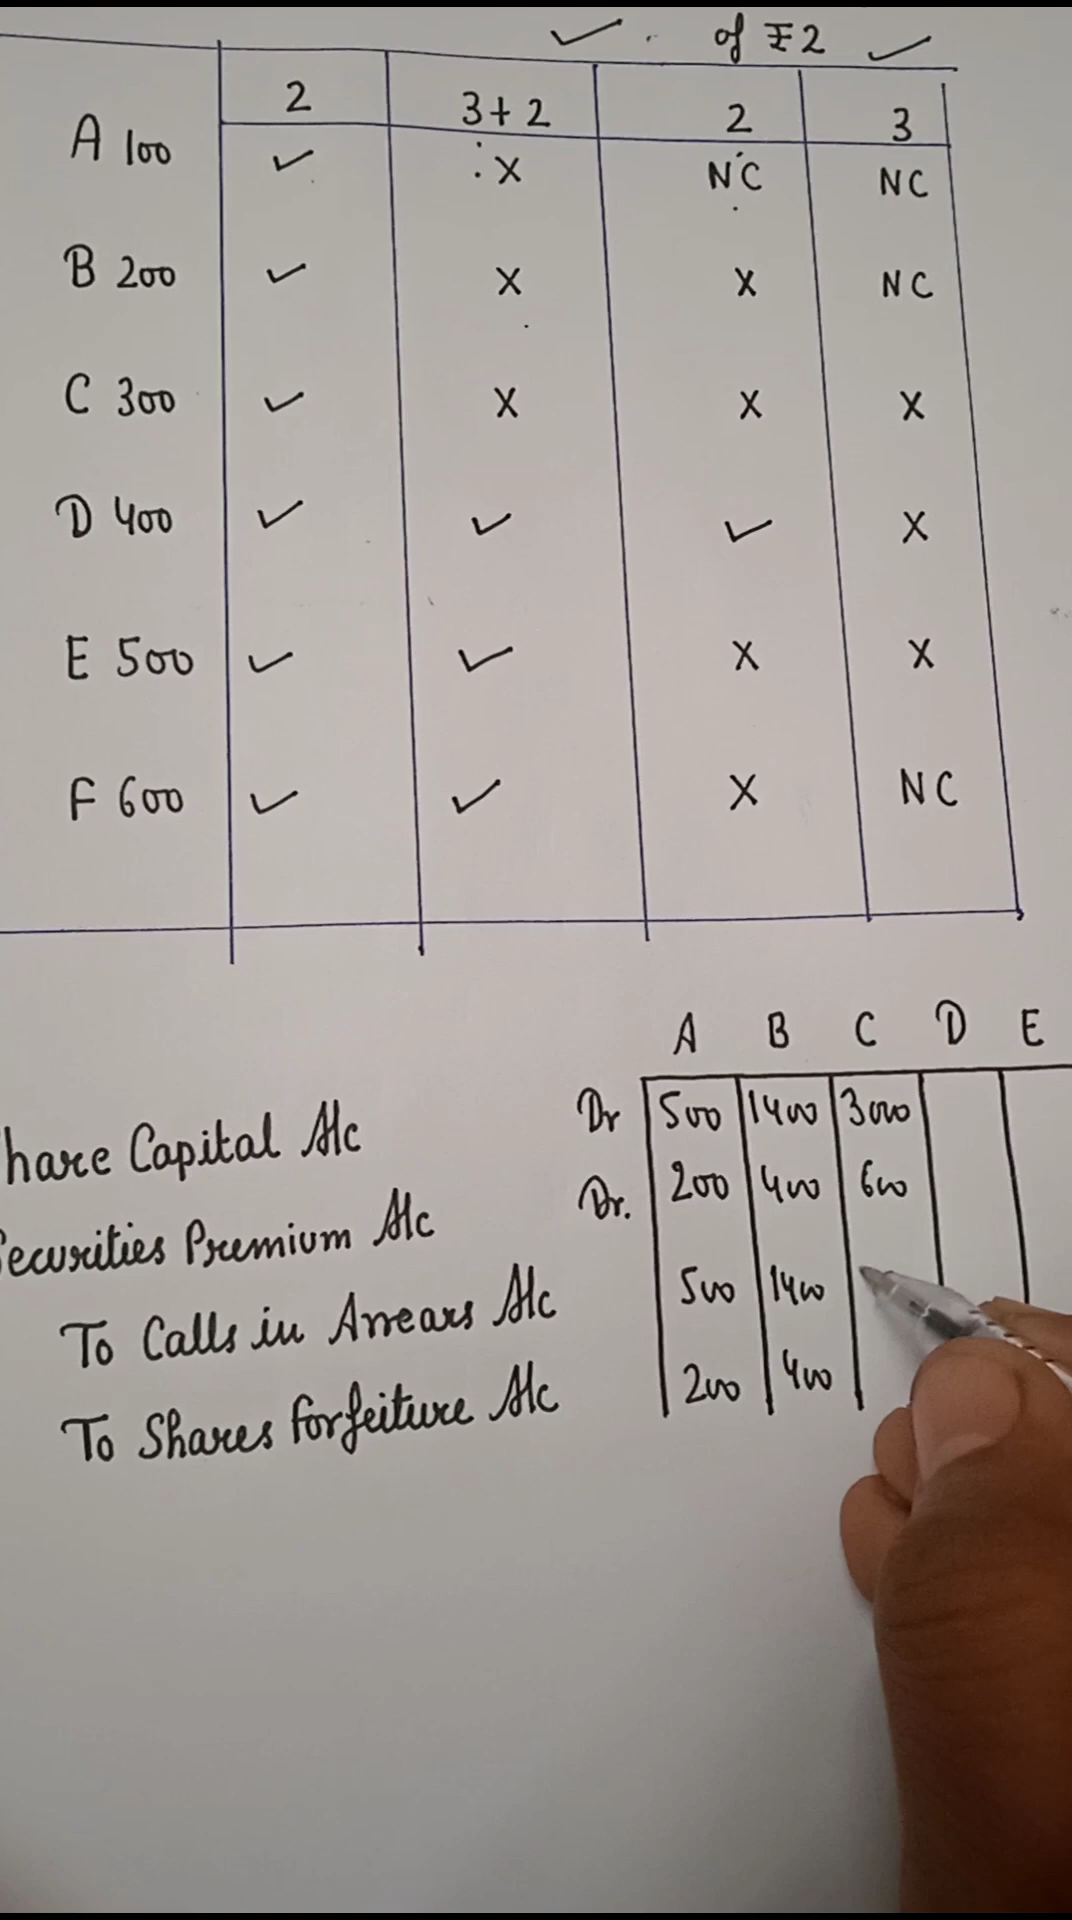 of ₹2
2 3+2 2 3
A 100 ✓ X NC NC
B 200 ✓ X X NC
C 300 ✓ X X X
D 400 ✓ ✓ ✓ X
E 500 ✓ ✓ X X
F 600 ✓ ✓ X NC
A B C D E
hare Capital A/c Dr 500 1400 3000
Securities Premium A/c Dr. 200 400 600
To Calls in Arrears A/c 500 1400
To Shares Forfeiture A/c 200 400